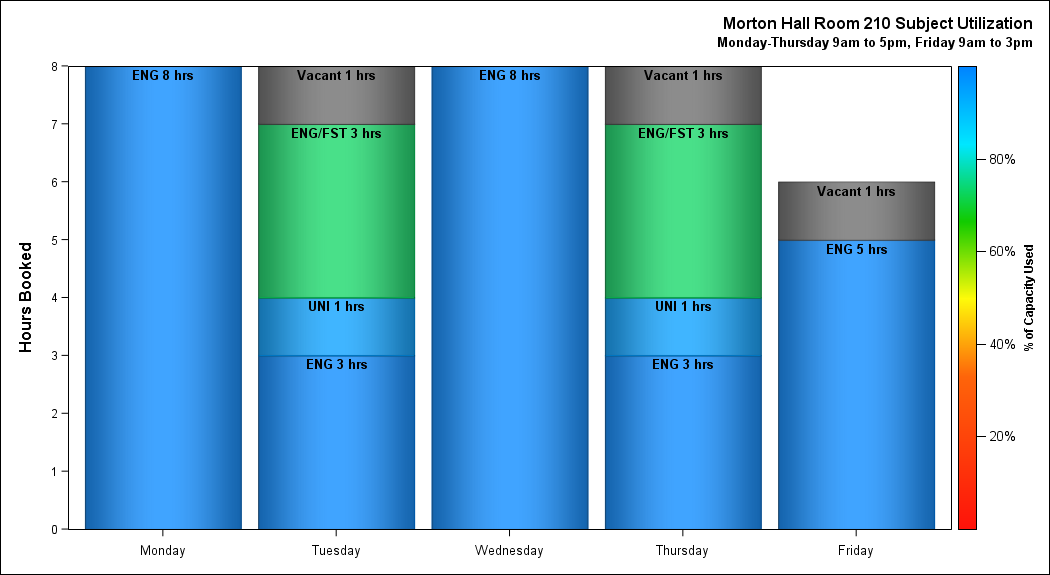 Morton Hall Room 210 Subject Utilization
Monday-Thursday 9am to 5pm, Friday 9am to 3pm
Hours Booked
8
7
6
5
4
3
2
1
0
ENG 8 hrs
Vacant 1 hrs
ENG/FST 3 hrs
UNI 1 hrs
ENG 3 hrs
ENG 8 hrs
Vacant 1 hrs
ENG/FST 3 hrs
UNI 1 hrs
ENG 3 hrs
Vacant 1 hrs
ENG 5 hrs
Monday
Tuesday
Wednesday
Thursday
Friday
80%
60%
40%
20%
% of Capacity Used